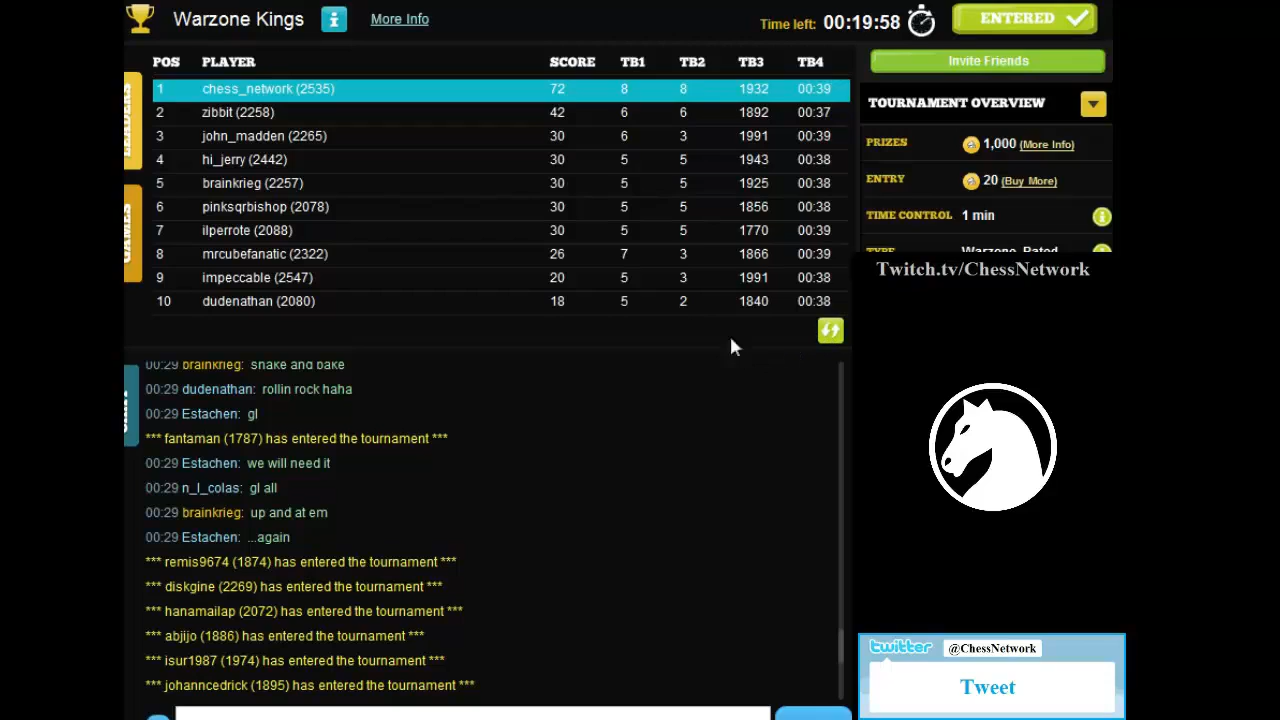 Warzone Kings
More Info
Time left: 00:19:58
ENTERED
POS PLAYER SCORE TB1 TB2 TB3 TB4
1 chess_network (2535) 72 8 8 1932 00:39
2 zibbit (2258) 42 6 6 1892 00:37
3 john_madden (2265) 30 6 3 1991 00:39
4 hi_jerry (2442) 30 5 5 1943 00:38
5 brainkrieg (2257) 30 5 5 1925 00:38
6 pinksqrbishop (2078) 30 5 5 1856 00:38
7 ilperrote (2088) 30 5 5 1770 00:39
8 mrcubefanatic (2322) 26 7 3 1866 00:39
9 impeccable (2547) 20 5 3 1991 00:38
10 dudenathan (2080) 18 5 2 1840 00:38
LEADERS
GAMES
Invite Friends
TOURNAMENT OVERVIEW
PRIZES 1,000 (More Info)
ENTRY 20 (Buy More)
TIME CONTROL 1 min
TYPE Warzone, Rated
Twitch.tv/ChessNetwork
00:29 brainkrieg: snake and bake
00:29 dudenathan: rollin rock haha
00:29 Estachen: gl
*** fantaman (1787) has entered the tournament ***
00:29 Estachen: we will need it
00:29 n_l_colas: gl all
00:29 brainkrieg: up and at em
00:29 Estachen: ...again
*** remis9674 (1874) has entered the tournament ***
*** diskgine (2269) has entered the tournament ***
*** hanamailap (2072) has entered the tournament ***
*** abjijo (1886) has entered the tournament ***
*** isur1987 (1974) has entered the tournament ***
*** johanncedrick (1895) has entered the tournament ***
twitter @ChessNetwork
Tweet